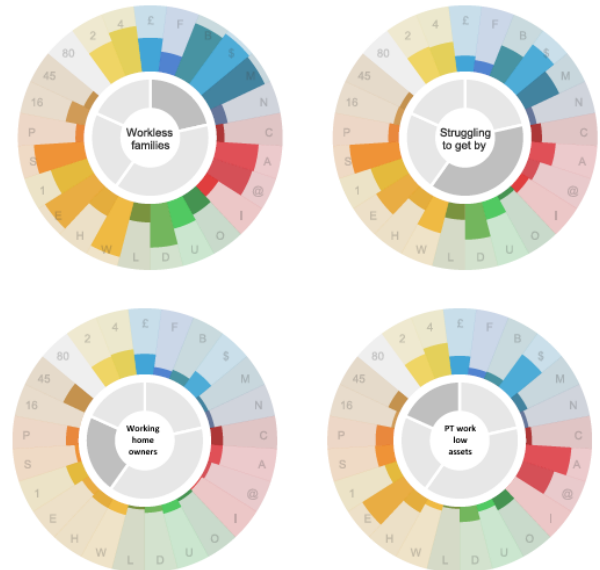 £
F
B
$
M
N
C
A
@
I
O
U
D
L
W
H
E
1
S
P
16
45
80
2
4
Workless
families
£
F
B
$
M
N
C
A
@
I
O
U
D
L
W
H
E
1
S
P
16
45
80
2
4
Struggling
to get by
£
F
B
$
M
N
C
A
@
I
O
U
D
L
W
H
E
1
S
P
16
45
80
2
4
Working
home
owners
£
F
B
$
M
N
C
A
@
I
O
U
D
L
W
H
E
1
S
P
16
45
80
2
4
PT work
low
assets